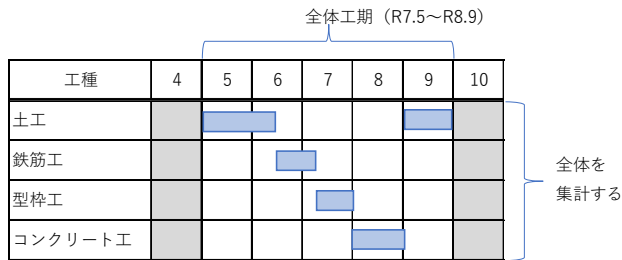 全体工期（R7.5～R8.9）
工種 4 5 6 7 8 9 10
土工
鉄筋工
型枠工
コンクリート工
全体を
集計する